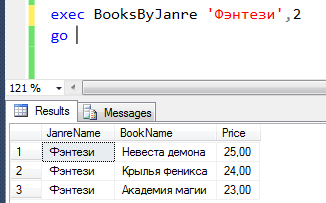 exec BooksByJanre 'Фэнтези',2
go
121 %
Results Messages
JanreName BookName Price
1 Фэнтези Невеста демона 25,00
2 Фэнтези Крылья феникса 24,00
3 Фэнтези Академия магии 23,00